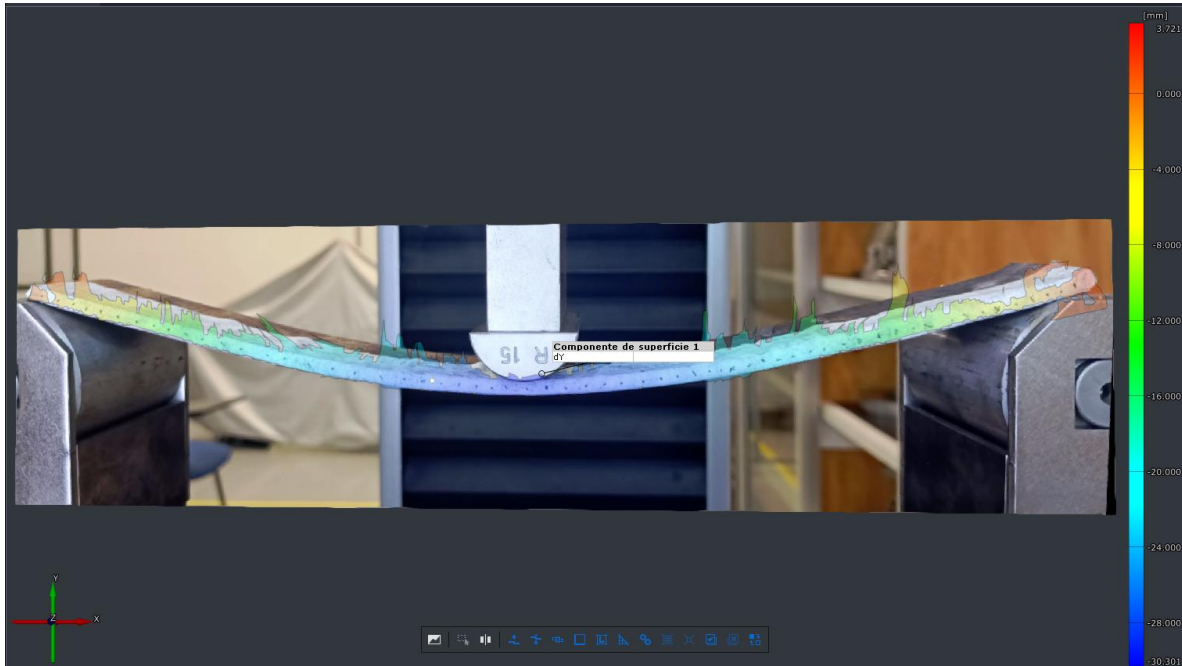 [mm]
3.721
0.000
-4.000
-8.000
-12.000
-16.000
-20.000
-24.000
-28.000
-30.301
R 15
Componente de superficie 1
dY
Y
Z
X